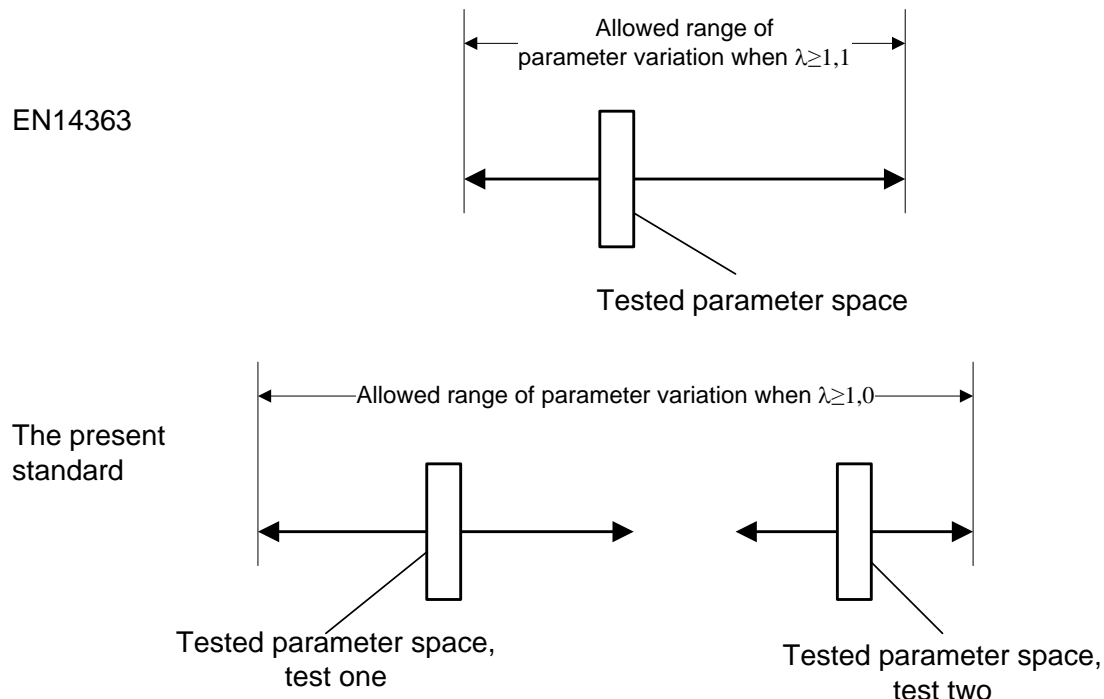 Allowed range of
parameter variation when λ≥1,1
EN14363
Tested parameter space
Allowed range of parameter variation when λ≥1,0
The present
standard
Tested parameter space,
test one
Tested parameter space,
test two